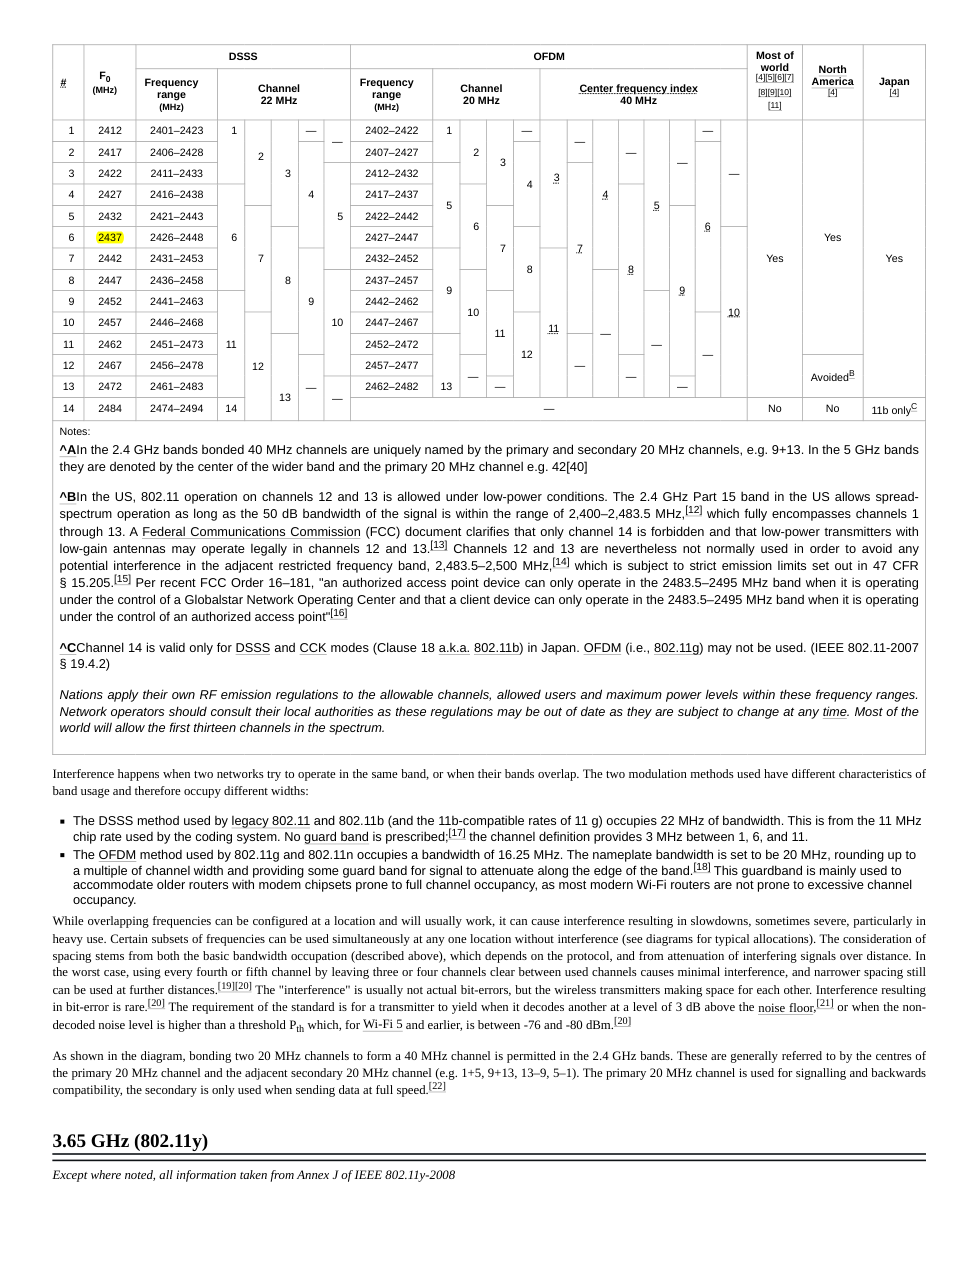 DSSS OFDM Most of world [4][5][6][7][8][9][10][11] North America [4] Japan [4]
# F0 (MHz) Frequency range (MHz) Channel 22 MHz Frequency range (MHz) Channel 20 MHz Center frequency index 40 MHz
1 2412 2401–2423 1 — — 2402–2422 1 — — —
2 2417 2406–2428 2 2407–2427 2 —
3 2422 2411–2433 3 2412–2432 3 3 — —
4 2427 2416–2438 4 2417–2437 4 4
5 2432 2421–2443 5 2422–2442 5 5
6 2437 2426–2448 6 2427–2447 6 6 Yes
7 2442 2431–2453 7 2432–2452 7 7 Yes Yes
8 2447 2436–2458 8 2437–2457 8 8
9 2452 2441–2463 9 2442–2462 9 9
10 2457 2446–2468 10 2447–2467 10 10
11 2462 2451–2473 11 2452–2472 11 11 — —
12 2467 2456–2478 12 2457–2477 — 12 — —
13 2472 2461–2483 13 — — 2462–2482 13 — — — AvoidedB
14 2484 2474–2494 14 — No No 11b onlyC
Notes:
^AIn the 2.4 GHz bands bonded 40 MHz channels are uniquely named by the primary and secondary 20 MHz channels, e.g. 9+13. In the 5 GHz bands
they are denoted by the center of the wider band and the primary 20 MHz channel e.g. 42[40]
^BIn the US, 802.11 operation on channels 12 and 13 is allowed under low-power conditions. The 2.4 GHz Part 15 band in the US allows spread-
spectrum operation as long as the 50 dB bandwidth of the signal is within the range of 2,400–2,483.5 MHz,[12] which fully encompasses channels 1
through 13. A Federal Communications Commission (FCC) document clarifies that only channel 14 is forbidden and that low-power transmitters with
low-gain antennas may operate legally in channels 12 and 13.[13] Channels 12 and 13 are nevertheless not normally used in order to avoid any
potential interference in the adjacent restricted frequency band, 2,483.5–2,500 MHz,[14] which is subject to strict emission limits set out in 47 CFR
§ 15.205.[15] Per recent FCC Order 16–181, "an authorized access point device can only operate in the 2483.5–2495 MHz band when it is operating
under the control of a Globalstar Network Operating Center and that a client device can only operate in the 2483.5–2495 MHz band when it is operating
under the control of an authorized access point"[16]
^CChannel 14 is valid only for DSSS and CCK modes (Clause 18 a.k.a. 802.11b) in Japan. OFDM (i.e., 802.11g) may not be used. (IEEE 802.11-2007
§ 19.4.2)
Nations apply their own RF emission regulations to the allowable channels, allowed users and maximum power levels within these frequency ranges.
Network operators should consult their local authorities as these regulations may be out of date as they are subject to change at any time. Most of the
world will allow the first thirteen channels in the spectrum.
Interference happens when two networks try to operate in the same band, or when their bands overlap. The two modulation methods used have different characteristics of
band usage and therefore occupy different widths:
▪ The DSSS method used by legacy 802.11 and 802.11b (and the 11b-compatible rates of 11 g) occupies 22 MHz of bandwidth. This is from the 11 MHz
chip rate used by the coding system. No guard band is prescribed;[17] the channel definition provides 3 MHz between 1, 6, and 11.
▪ The OFDM method used by 802.11g and 802.11n occupies a bandwidth of 16.25 MHz. The nameplate bandwidth is set to be 20 MHz, rounding up to
a multiple of channel width and providing some guard band for signal to attenuate along the edge of the band.[18] This guardband is mainly used to
accommodate older routers with modem chipsets prone to full channel occupancy, as most modern Wi-Fi routers are not prone to excessive channel
occupancy.
While overlapping frequencies can be configured at a location and will usually work, it can cause interference resulting in slowdowns, sometimes severe, particularly in
heavy use. Certain subsets of frequencies can be used simultaneously at any one location without interference (see diagrams for typical allocations). The consideration of
spacing stems from both the basic bandwidth occupation (described above), which depends on the protocol, and from attenuation of interfering signals over distance. In
the worst case, using every fourth or fifth channel by leaving three or four channels clear between used channels causes minimal interference, and narrower spacing still
can be used at further distances.[19][20] The "interference" is usually not actual bit-errors, but the wireless transmitters making space for each other. Interference resulting
in bit-error is rare.[20] The requirement of the standard is for a transmitter to yield when it decodes another at a level of 3 dB above the noise floor,[21] or when the non-
decoded noise level is higher than a threshold Pth which, for Wi-Fi 5 and earlier, is between -76 and -80 dBm.[20]
As shown in the diagram, bonding two 20 MHz channels to form a 40 MHz channel is permitted in the 2.4 GHz bands. These are generally referred to by the centres of
the primary 20 MHz channel and the adjacent secondary 20 MHz channel (e.g. 1+5, 9+13, 13–9, 5–1). The primary 20 MHz channel is used for signalling and backwards
compatibility, the secondary is only used when sending data at full speed.[22]
3.65 GHz (802.11y)
Except where noted, all information taken from Annex J of IEEE 802.11y-2008